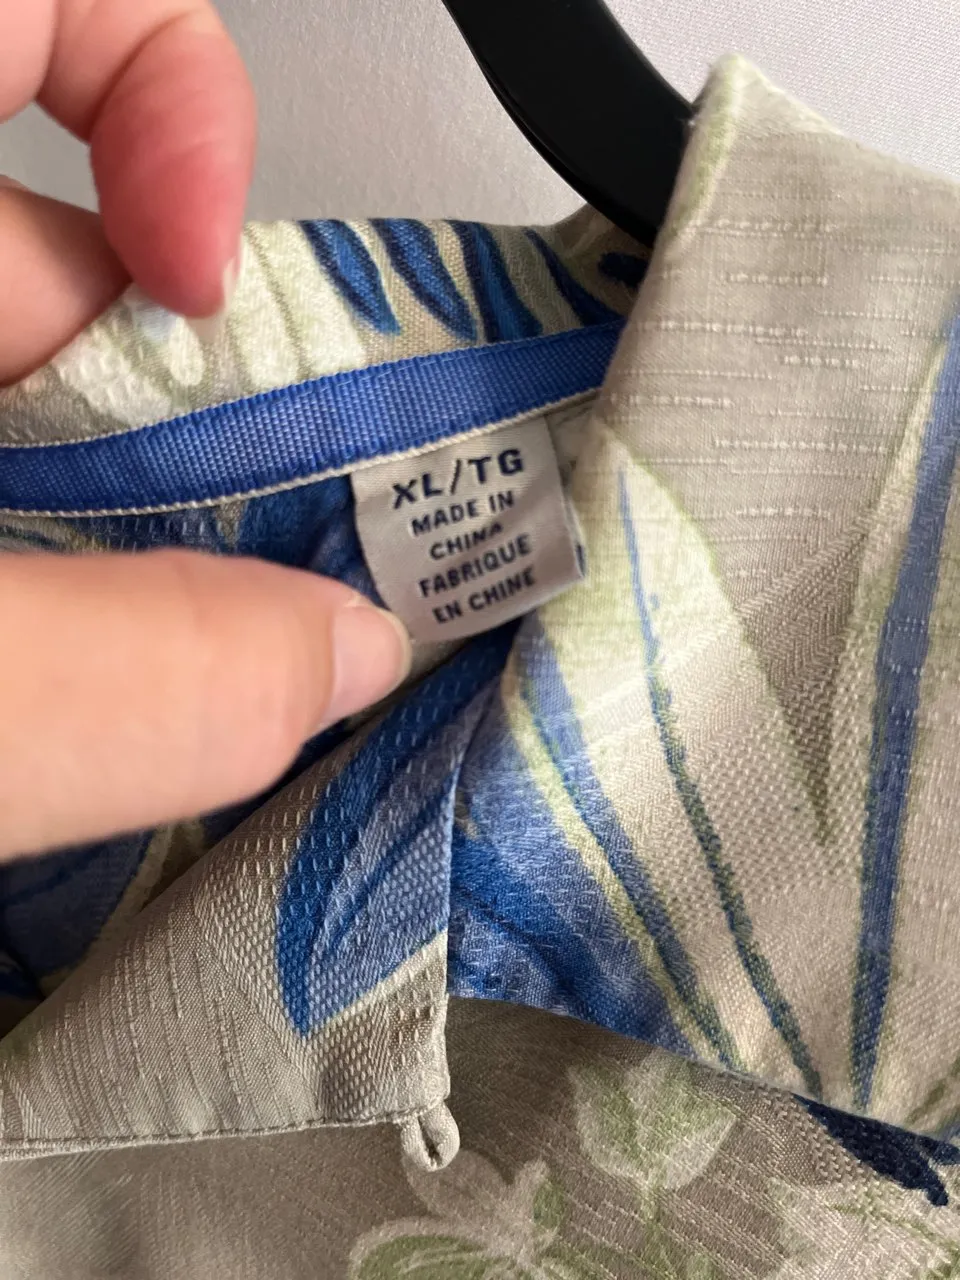 XL/TG
MADE IN
CHINA
FABRIQUE
EN CHINE